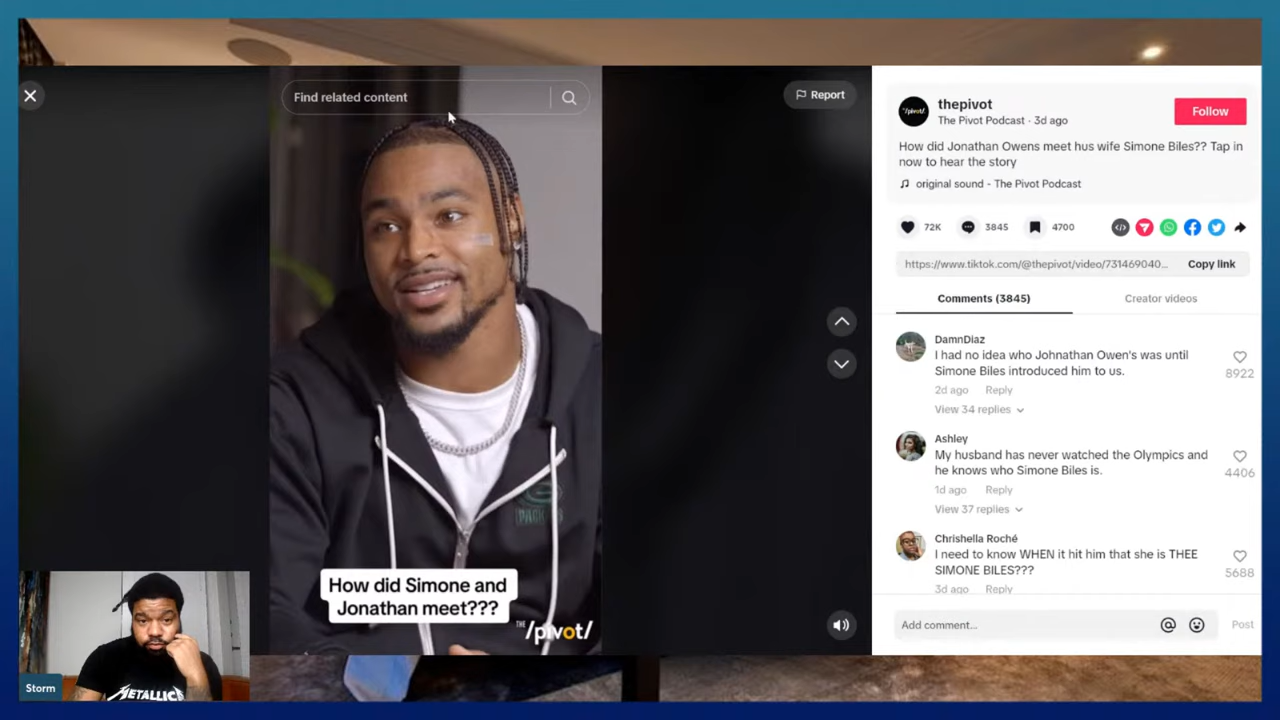 Find related content
Report
How did Simone and
Jonathan meet???
THE
/pivot/
PACKERS
Storm
METALLICA
/pivot/
thepivot
The Pivot Podcast · 3d ago
Follow
How did Jonathan Owens meet hus wife Simone Biles?? Tap in
now to hear the story
original sound - The Pivot Podcast
72K
3845
4700
https://www.tiktok.com/@thepivot/video/731469040...
Copy link
Comments (3845)
Creator videos
DamnDiaz
I had no idea who Johnathan Owen's was until
Simone Biles introduced him to us.
8922
2d ago
Reply
View 34 replies
Ashley
My husband has never watched the Olympics and
he knows who Simone Biles is.
4406
1d ago
Reply
View 37 replies
Chrishella Roché
I need to know WHEN it hit him that she is THEE
SIMONE BILES???
5688
3d ago
Reply
Add comment...
Post